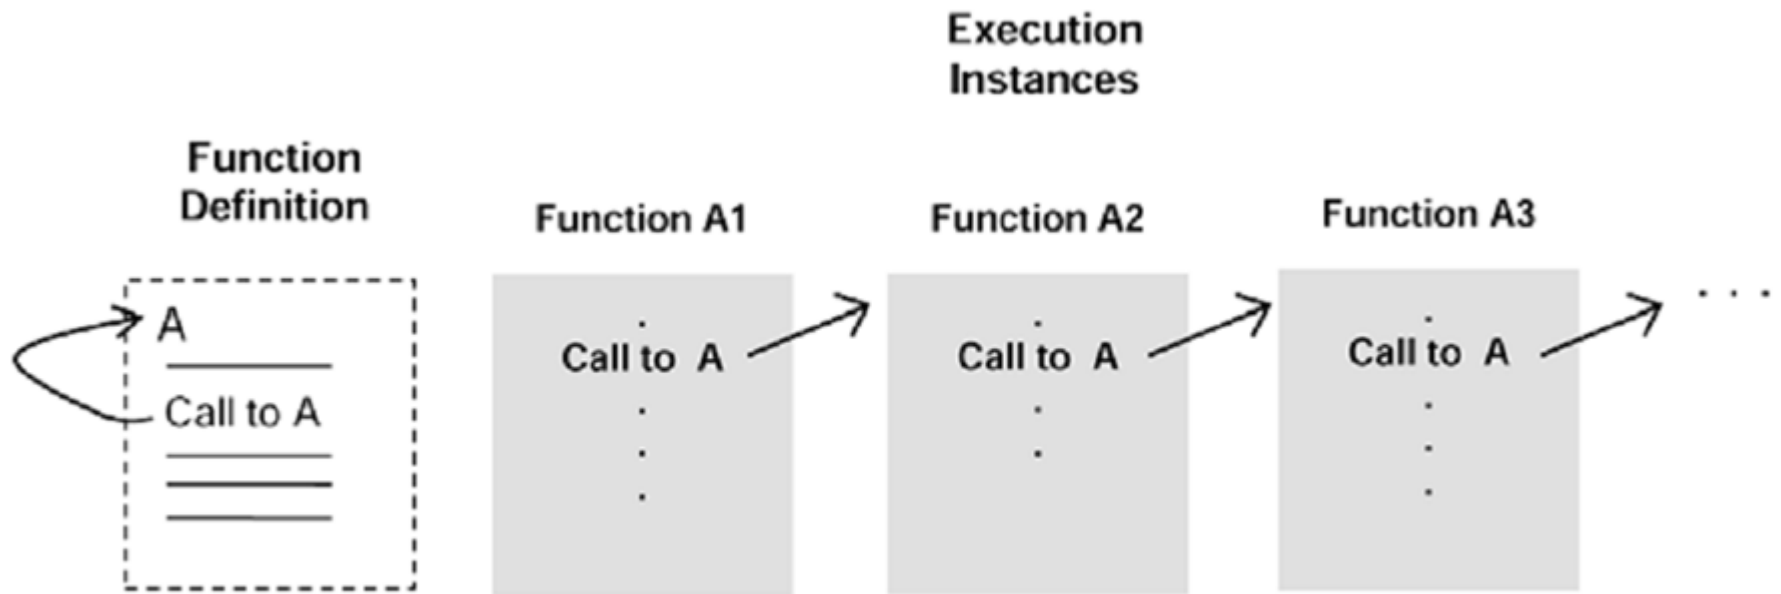 Execution
Instances
Function
Definition
Function A1
Function A2
Function A3
A
Call to A
Call to A
Call to A
Call to A
. . .